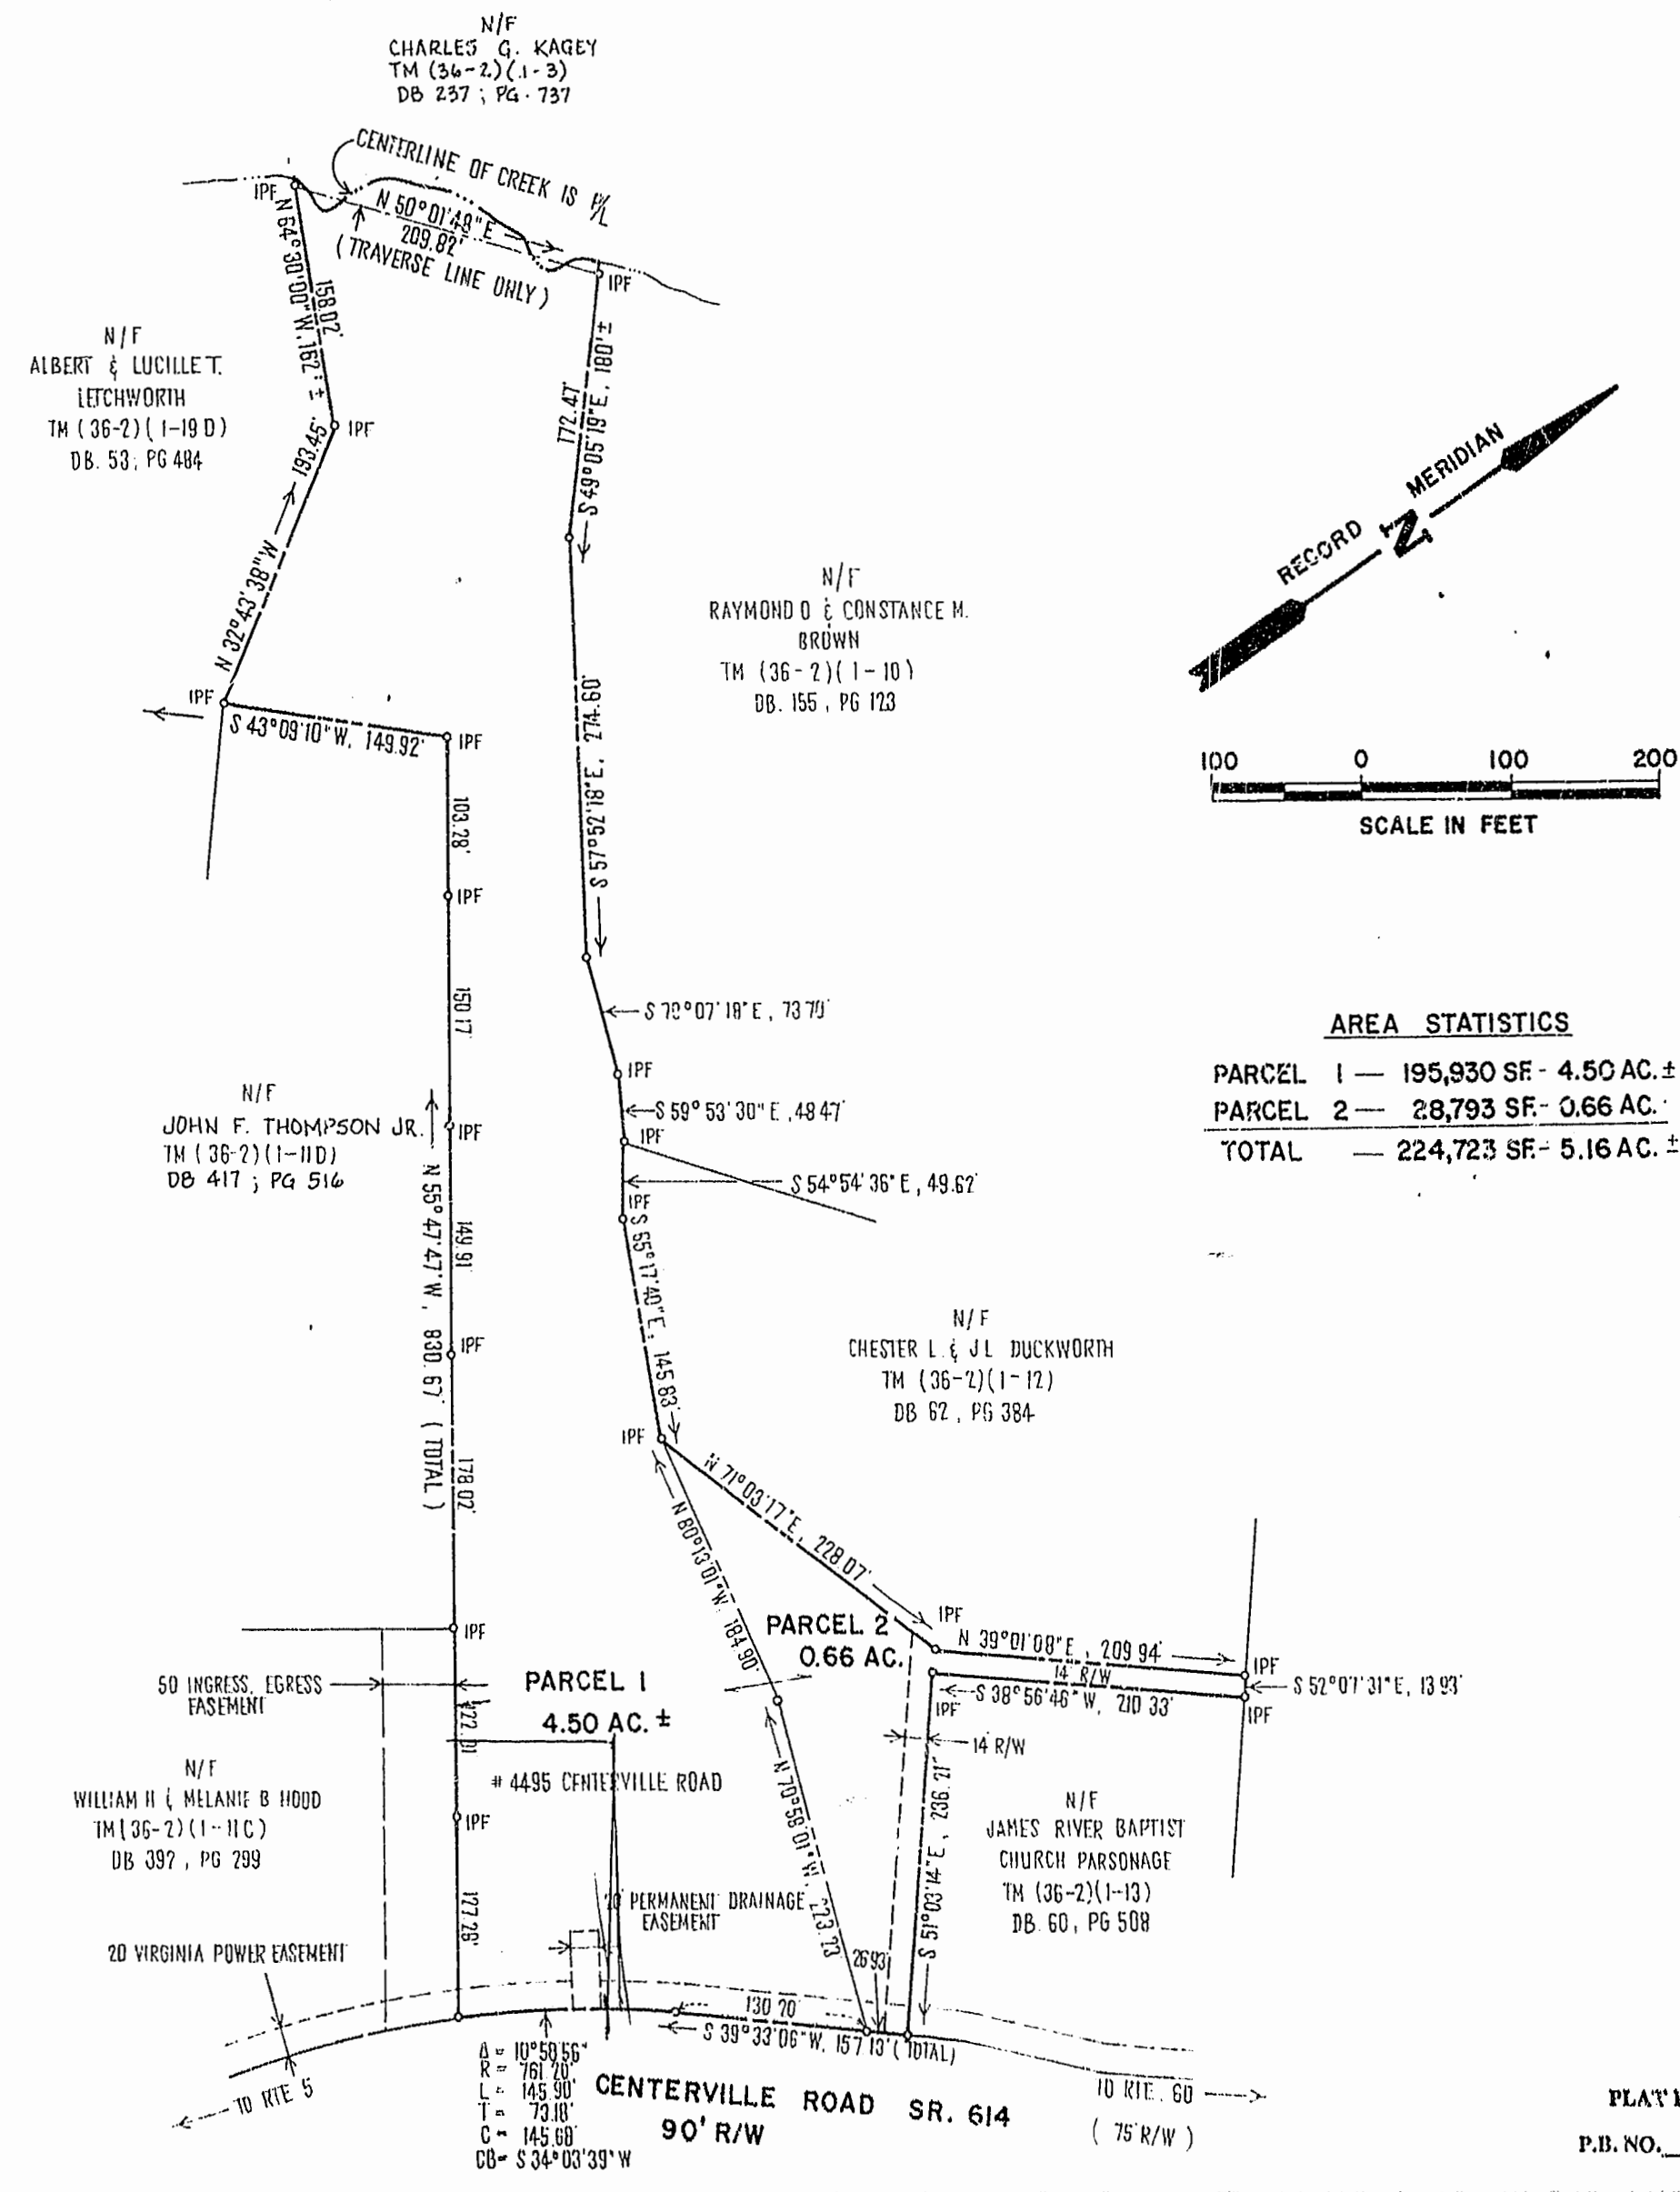 N/F
CHARLES G. KAGEY
TM (36-2)(1-3)
DB 237 ; PG. 737
CENTERLINE OF CREEK IS P/L
IPF
N 50°01'48" E
209.82'
(TRAVERSE LINE ONLY)
IPF
N 64°30'00" W, 162'±
158.02'
N/F
ALBERT & LUCILLE T.
LETCHWORTH
TM (36-2)(1-19D)
DB. 53; PG 484
IPF
N 32°43'38" W
193.45'
172.47'
S 49°05'19" E, 180'±
RECORD N MERIDIAN
N/F
RAYMOND O & CONSTANCE M.
BROWN
TM (36-2)(1-10)
DB. 155, PG 123
IPF
S 43°09'10" W, 149.92'
IPF
100 0 100 200
SCALE IN FEET
103.28'
S 57°52'18" E, 274.60'
IPF
150.17'
S 70°07'18" E, 73.70'
AREA STATISTICS
PARCEL 1 — 195,930 SF.- 4.50 AC.±
PARCEL 2 — 28,793 SF.- 0.66 AC.
TOTAL — 224,723 SF.- 5.16 AC. ±
N/F
JOHN F. THOMPSON JR.
TM (36-2)(1-11D)
DB 417 ; PG 516
IPF
S 59°53'30" E, 48.47'
IPF
IPF
S 54°54'36" E, 49.62'
IPF
N 55°47'47" W, 830.67' (TOTAL)
149.91'
S 65°17'40" E, 145.83'
IPF
N/F
CHESTER L. & J L DUCKWORTH
TM (36-2)(1-12)
DB 62, PG 384
178.02'
IPF
N 71°03'17" E, 228.07'
N 80°13'01" W, 184.90'
IPF
PARCEL 2
0.66 AC.
IPF
N 39°01'08" E, 209.94'
14' R/W
S 38°56'46" W, 210.33'
IPF
IPF
S 52°07'31" E, 13.93'
IPF
50 INGRESS, EGRESS
EASEMENT
PARCEL 1
4.50 AC. ±
122.01'
14' R/W
# 4495 CENTERVILLE ROAD
N/F
WILLIAM H & MELANIE B HOOD
TM (36-2)(1-11C)
DB 397, PG 299
IPF
N 70°56'01" W, 223.23'
S 51°03'14" E, 236.21'
N/F
JAMES RIVER BAPTIST
CHURCH PARSONAGE
TM (36-2)(1-13)
DB. 60, PG 508
127.28'
20' PERMANENT DRAINAGE
EASEMENT
20 VIRGINIA POWER EASEMENT
26.93'
130.20'
S 39°33'06" W, 157.13' (TOTAL)
Δ = 10°58'56"
R = 761.20'
L = 145.90'
T = 73.18'
C = 145.68'
CB = S 34°03'39" W
TO RTE 5
CENTERVILLE ROAD SR. 614
90' R/W
TO RTE. 60
( 75' R/W )
P.B. NO.